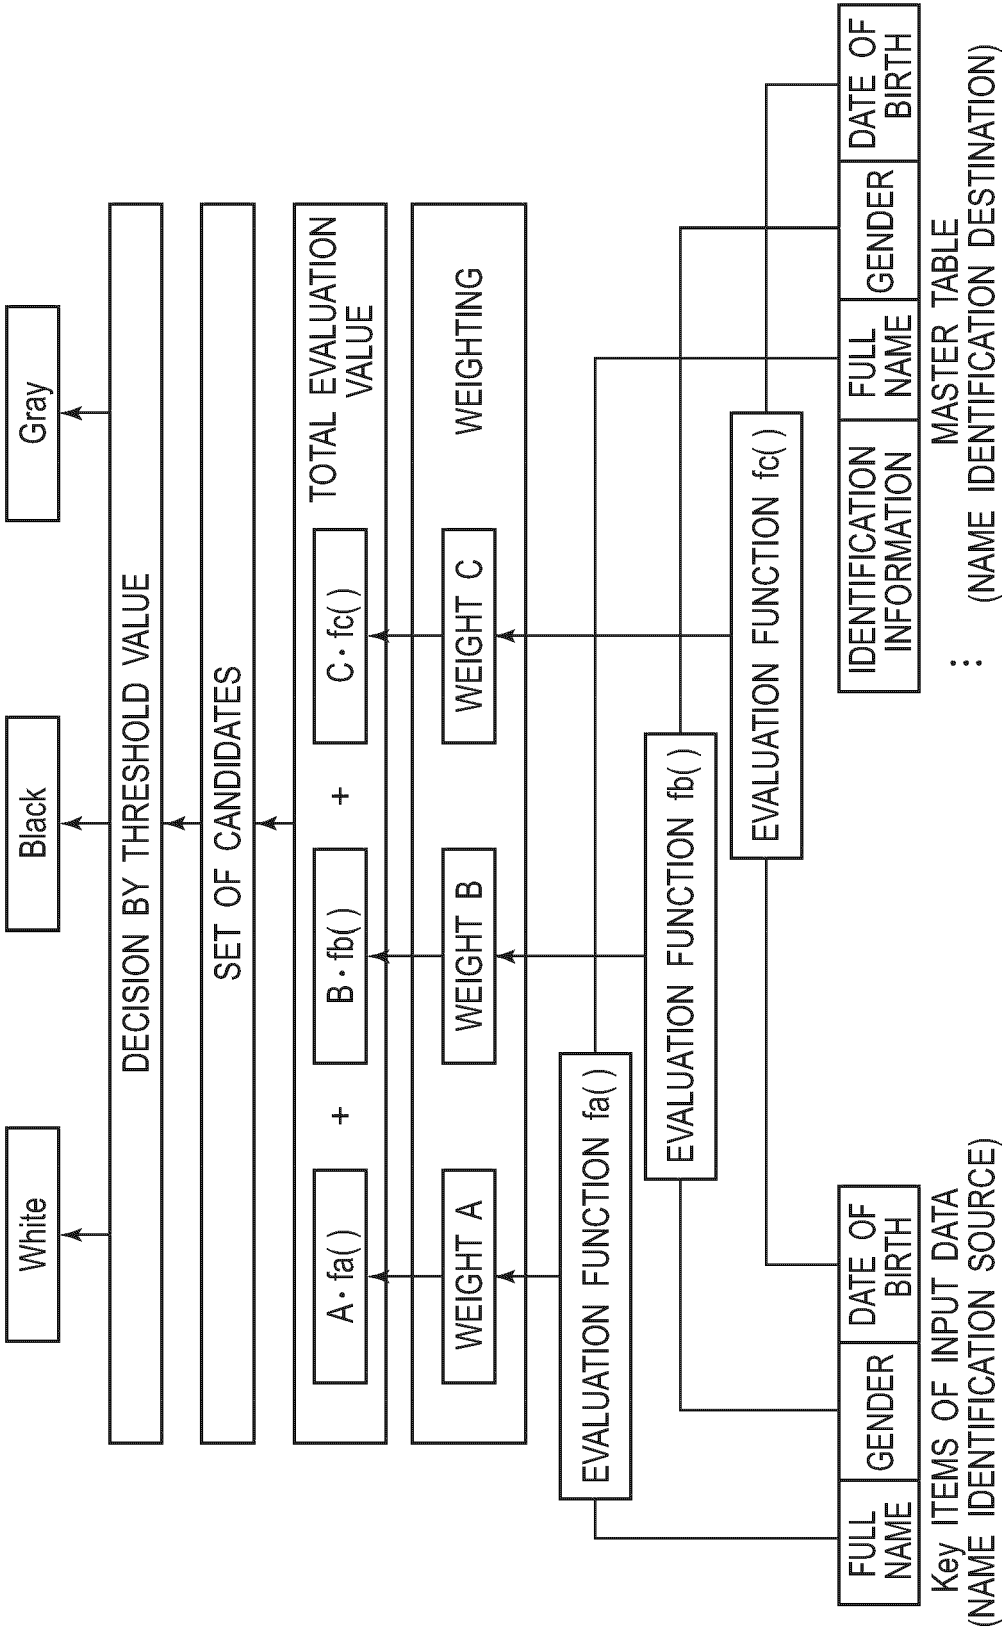 White
Black
Gray
DECISION BY THRESHOLD VALUE
SET OF CANDIDATES
A・fa( )
+
B・fb( )
+
C・fc( )
TOTAL EVALUATION
VALUE
WEIGHT A
WEIGHT B
WEIGHT C
WEIGHTING
EVALUATION FUNCTION fa( )
EVALUATION FUNCTION fb( )
EVALUATION FUNCTION fc( )
FULL
NAME
GENDER
DATE OF
BIRTH
Key ITEMS OF INPUT DATA
(NAME IDENTIFICATION SOURCE)
IDENTIFICATION
INFORMATION
FULL
NAME
GENDER
DATE OF
BIRTH
MASTER TABLE
(NAME IDENTIFICATION DESTINATION)
⋮